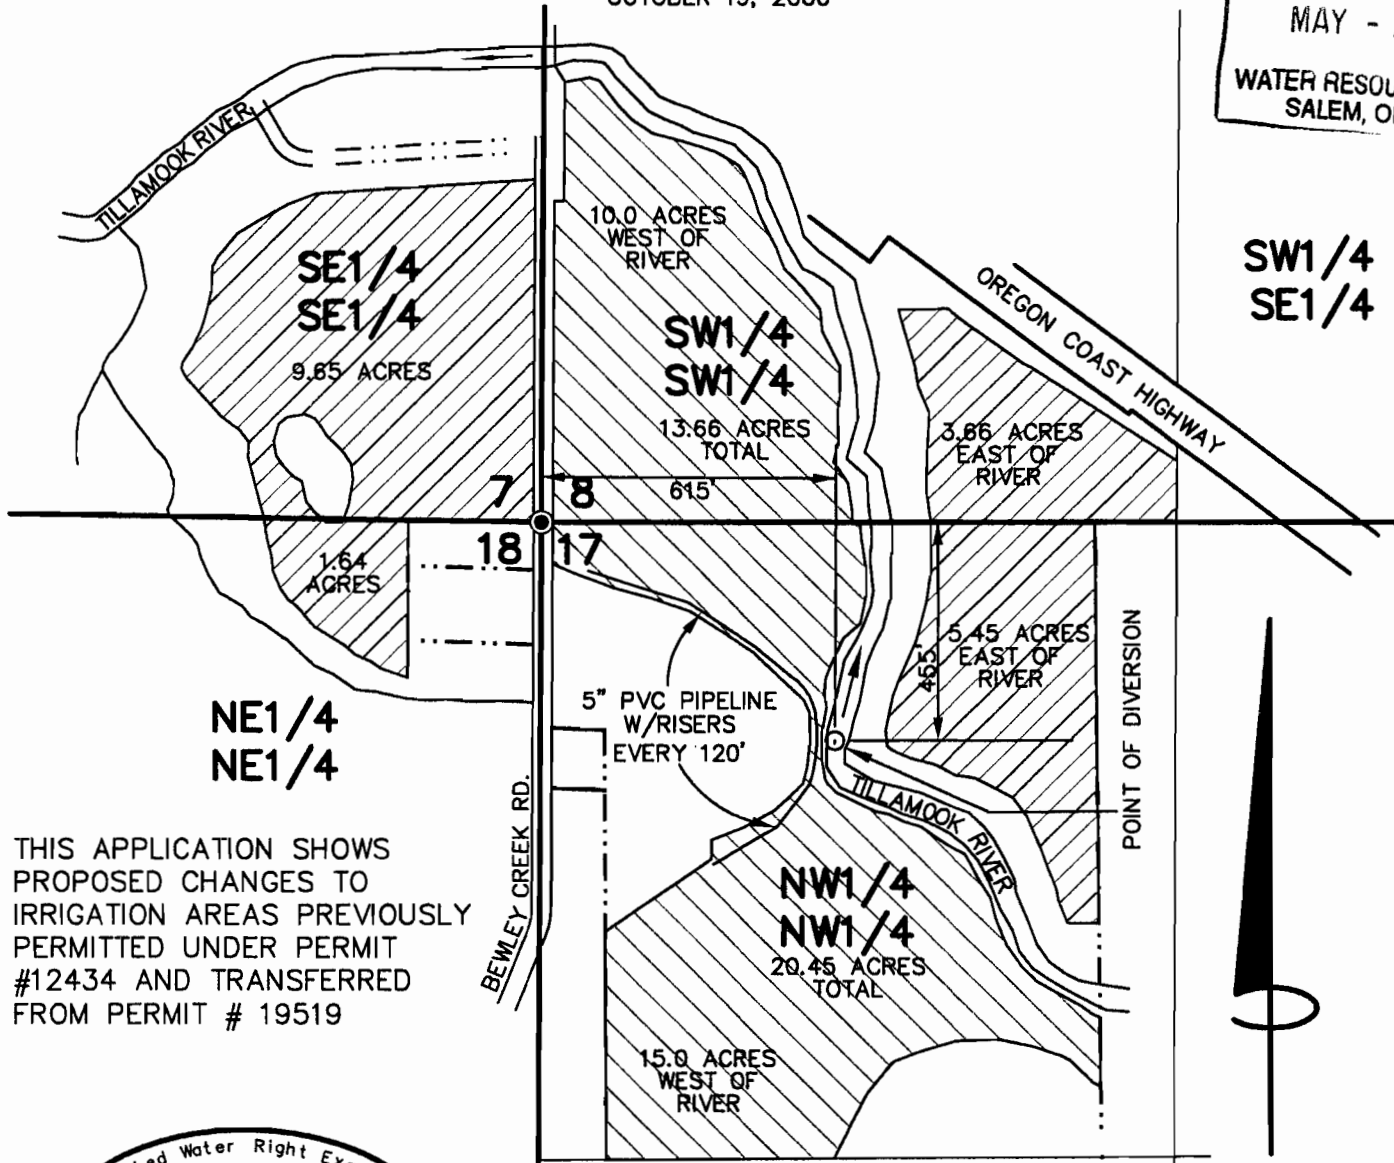 MAY -
WATER RESOU
SALEM, O
TILLAMOOK RIVER
10.0 ACRES
WEST OF
RIVER
SE1/4
SE1/4
9.65 ACRES
SW1/4
SW1/4
13.66 ACRES
TOTAL
615'
OREGON COAST HIGHWAY
SW1/4
SE1/4
3.66 ACRES
EAST OF
RIVER
7
8
18
17
1.64
ACRES
5.45 ACRES
EAST OF
RIVER
455'
POINT OF DIVERSION
5" PVC PIPELINE
W/RISERS
EVERY 120'
NE1/4
NE1/4
BEWLEY CREEK RD.
TILLAMOOK RIVER
NW1/4
NW1/4
20.45 ACRES
TOTAL
THIS APPLICATION SHOWS
PROPOSED CHANGES TO
IRRIGATION AREAS PREVIOUSLY
PERMITTED UNDER PERMIT
#12434 AND TRANSFERRED
FROM PERMIT # 19519
15.0 ACRES
WEST OF
RIVER
Water Right Ex